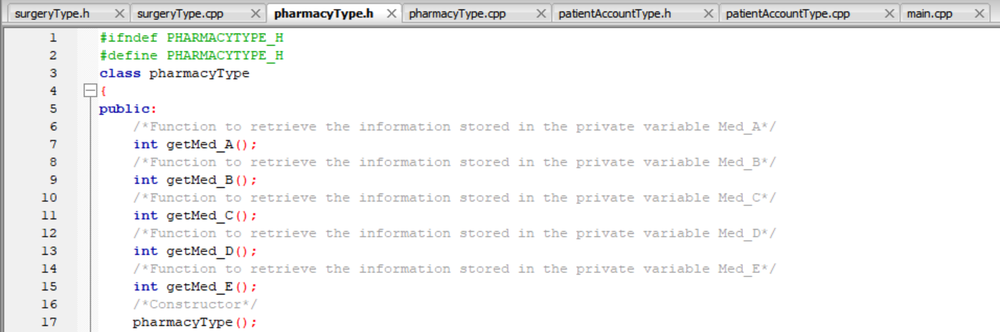 surgeryType.h surgeryType.cpp pharmacyType.h pharmacyType.cpp patientAccountType.h patientAccountType.cpp main.cpp
1 #ifndef PHARMACYTYPE_H
2 #define PHARMACYTYPE_H
3 class pharmacyType
4 {
5 public:
6 /*Function to retrieve the information stored in the private variable Med_A*/
7 int getMed_A();
8 /*Function to retrieve the information stored in the private variable Med_B*/
9 int getMed_B();
10 /*Function to retrieve the information stored in the private variable Med_C*/
11 int getMed_C();
12 /*Function to retrieve the information stored in the private variable Med_D*/
13 int getMed_D();
14 /*Function to retrieve the information stored in the private variable Med_E*/
15 int getMed_E();
16 /*Constructor*/
17 pharmacyType();